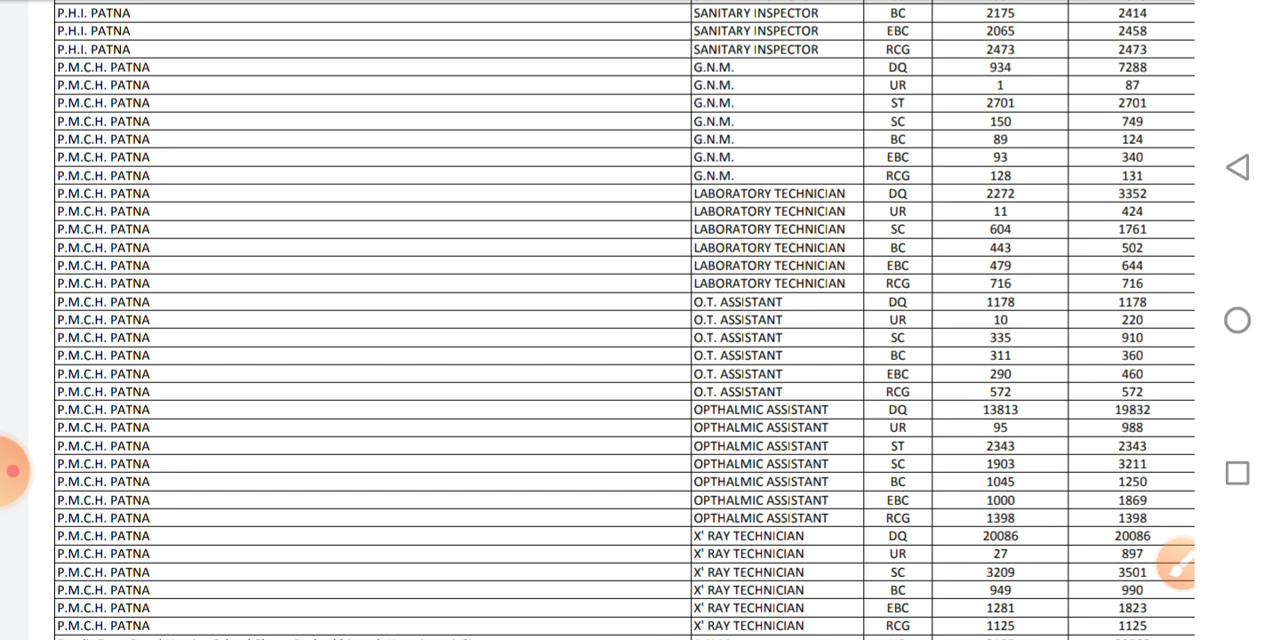 P.H.I. PATNA SANITARY INSPECTOR BC 2175 2414
P.H.I. PATNA SANITARY INSPECTOR EBC 2065 2458
P.H.I. PATNA SANITARY INSPECTOR RCG 2473 2473
P.M.C.H. PATNA G.N.M. DQ 934 7288
P.M.C.H. PATNA G.N.M. UR 1 87
P.M.C.H. PATNA G.N.M. ST 2701 2701
P.M.C.H. PATNA G.N.M. SC 150 749
P.M.C.H. PATNA G.N.M. BC 89 124
P.M.C.H. PATNA G.N.M. EBC 93 340
P.M.C.H. PATNA G.N.M. RCG 128 131
P.M.C.H. PATNA LABORATORY TECHNICIAN DQ 2272 3352
P.M.C.H. PATNA LABORATORY TECHNICIAN UR 11 424
P.M.C.H. PATNA LABORATORY TECHNICIAN SC 604 1761
P.M.C.H. PATNA LABORATORY TECHNICIAN BC 443 502
P.M.C.H. PATNA LABORATORY TECHNICIAN EBC 479 644
P.M.C.H. PATNA LABORATORY TECHNICIAN RCG 716 716
P.M.C.H. PATNA O.T. ASSISTANT DQ 1178 1178
P.M.C.H. PATNA O.T. ASSISTANT UR 10 220
P.M.C.H. PATNA O.T. ASSISTANT SC 335 910
P.M.C.H. PATNA O.T. ASSISTANT BC 311 360
P.M.C.H. PATNA O.T. ASSISTANT EBC 290 460
P.M.C.H. PATNA O.T. ASSISTANT RCG 572 572
P.M.C.H. PATNA OPTHALMIC ASSISTANT DQ 13813 19832
P.M.C.H. PATNA OPTHALMIC ASSISTANT UR 95 988
P.M.C.H. PATNA OPTHALMIC ASSISTANT ST 2343 2343
P.M.C.H. PATNA OPTHALMIC ASSISTANT SC 1903 3211
P.M.C.H. PATNA OPTHALMIC ASSISTANT BC 1045 1250
P.M.C.H. PATNA OPTHALMIC ASSISTANT EBC 1000 1869
P.M.C.H. PATNA OPTHALMIC ASSISTANT RCG 1398 1398
P.M.C.H. PATNA X' RAY TECHNICIAN DQ 20086 20086
P.M.C.H. PATNA X' RAY TECHNICIAN UR 27 897
P.M.C.H. PATNA X' RAY TECHNICIAN SC 3209 3501
P.M.C.H. PATNA X' RAY TECHNICIAN BC 949 990
P.M.C.H. PATNA X' RAY TECHNICIAN EBC 1281 1823
P.M.C.H. PATNA X' RAY TECHNICIAN RCG 1125 1125